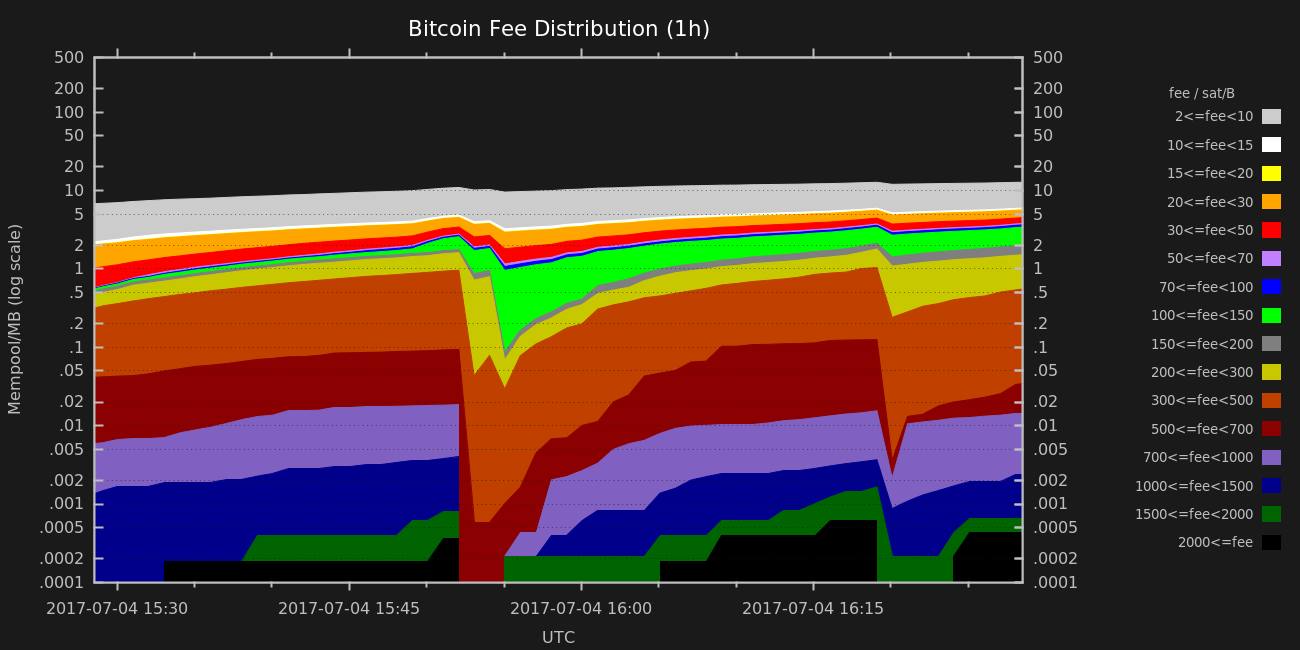 Bitcoin Fee Distribution (1h)
500
200
100
50
20
10
5
2
1
.5
.2
.1
.05
.02
.01
.005
.002
.001
.0005
.0002
.0001
Mempool/MB (log scale)
500
200
100
50
20
10
5
2
1
.5
.2
.1
.05
.02
.01
.005
.002
.001
.0005
.0002
.0001
2017-07-04 15:30
2017-07-04 15:45
2017-07-04 16:00
2017-07-04 16:15
UTC
fee / sat/B
2<=fee<10
10<=fee<15
15<=fee<20
20<=fee<30
30<=fee<50
50<=fee<70
70<=fee<100
100<=fee<150
150<=fee<200
200<=fee<300
300<=fee<500
500<=fee<700
700<=fee<1000
1000<=fee<1500
1500<=fee<2000
2000<=fee